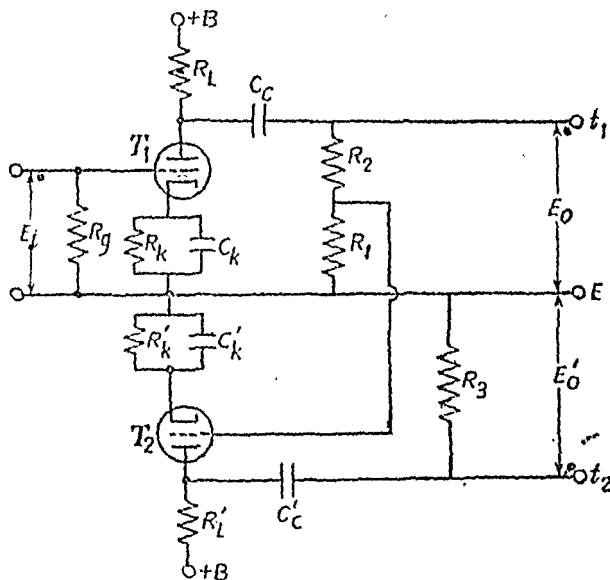 +B
R_L
C_C
t_1
T_1
R_2
E_i
R_g
R_k
C_k
R_1
E_0
E
R'_k
C'_k
T_2
R_3
E'_0
t_2
C'_C
R'_L
+B